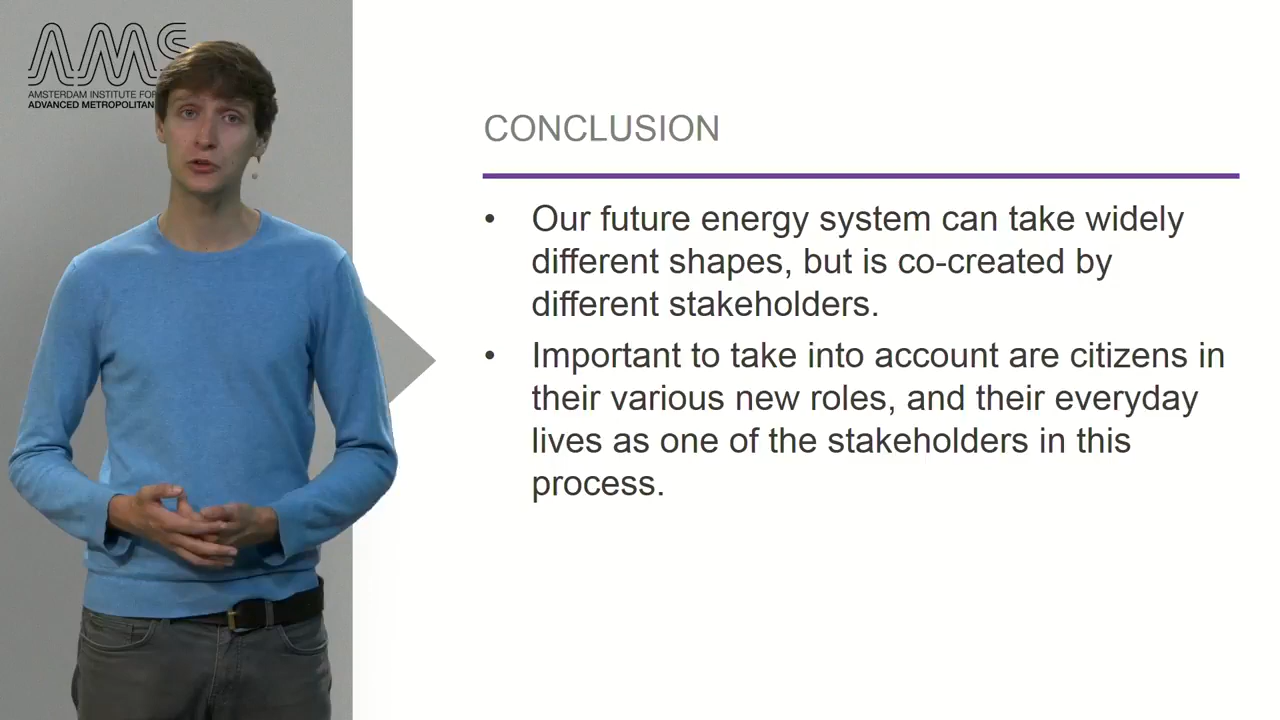 AMS
AMSTERDAM INSTITUTE FOR
ADVANCED METROPOLITAN
CONCLUSION
• Our future energy system can take widely
different shapes, but is co-created by
different stakeholders.
• Important to take into account are citizens in
their various new roles, and their everyday
lives as one of the stakeholders in this
process.